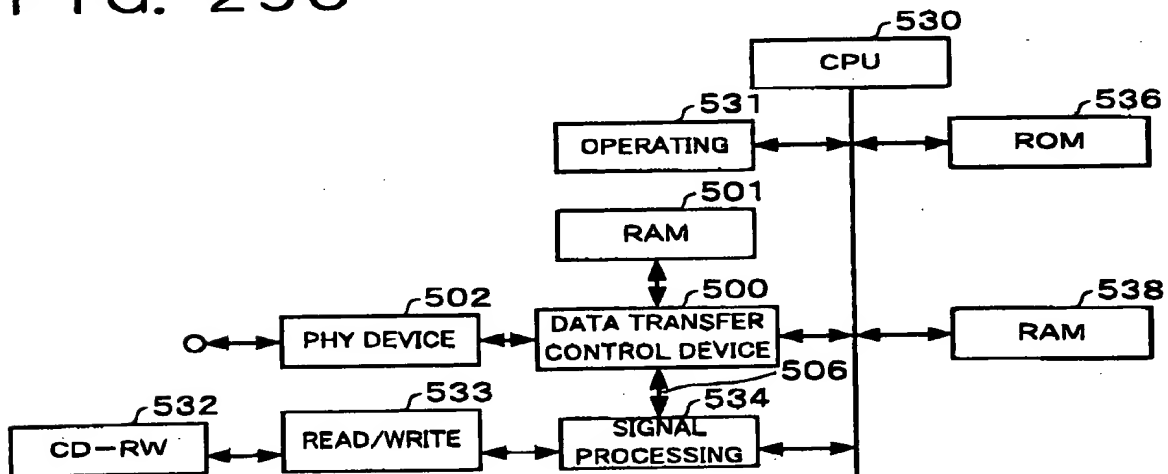 FIG.
530
CPU
531
OPERATING
536
ROM
501
RAM
502
PHY DEVICE
500
DATA TRANSFER
CONTROL DEVICE
538
RAM
506
532
CD-RW
533
READ/WRITE
534
SIGNAL
PROCESSING